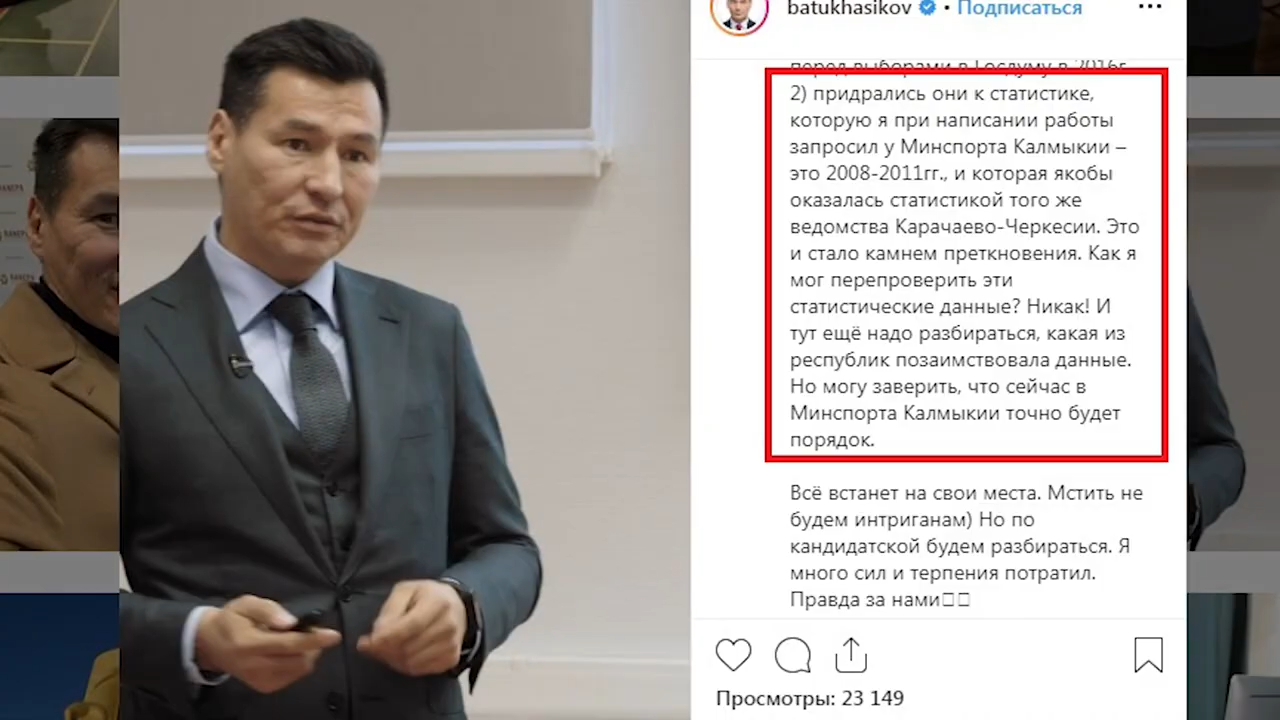 batukhasikov • Подписаться
перед выборами в Госдуму в 2016г.
2) придрались они к статистике,
которую я при написании работы
запросил у Минспорта Калмыкии –
это 2008-2011гг., и которая якобы
оказалась статистикой того же
ведомства Карачаево-Черкесии. Это
и стало камнем преткновения. Как я
мог перепроверить эти
статистические данные? Никак! И
тут ещё надо разбираться, какая из
республик позаимствовала данные.
Но могу заверить, что сейчас в
Минспорта Калмыкии точно будет
порядок.
Всё встанет на свои места. Мстить не
будем интриганам) Но по
кандидатской будем разбираться. Я
много сил и терпения потратил.
Правда за нами
Просмотры: 23 149